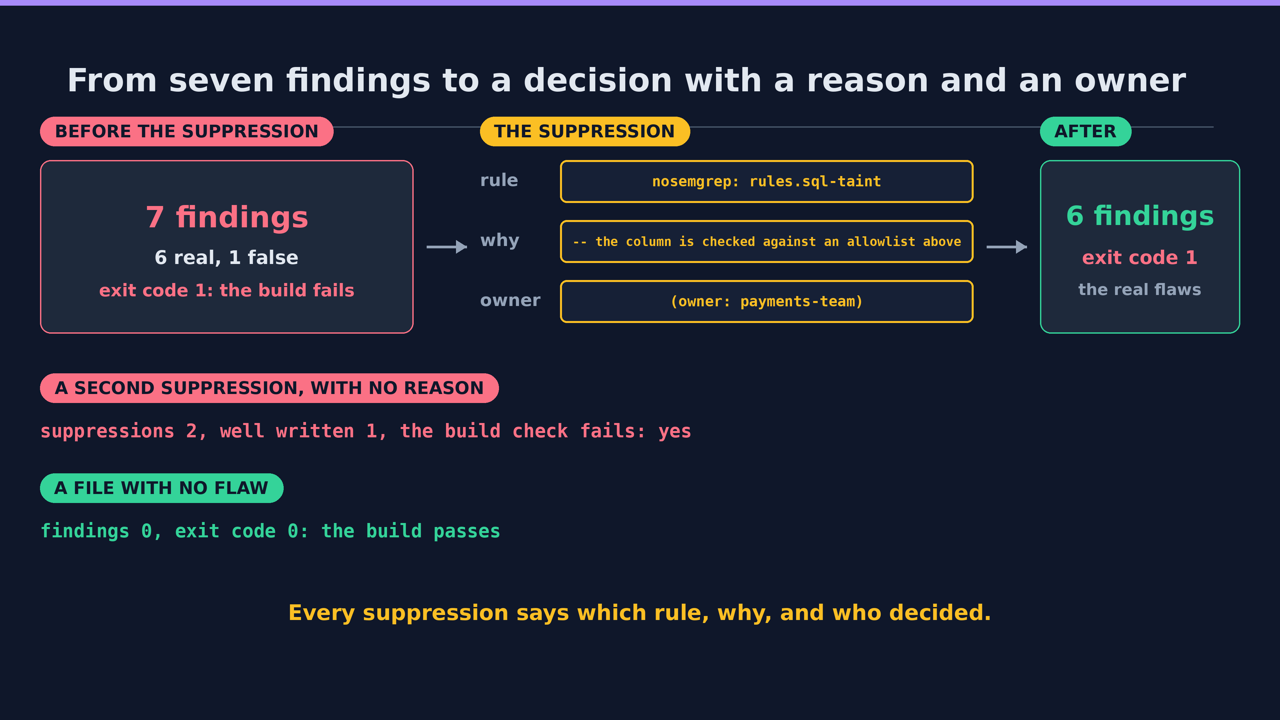 From seven findings to a decision with a reason and an owner
BEFORE THE SUPPRESSION
7 findings
6 real, 1 false
exit code 1: the build fails
THE SUPPRESSION
rule
nosemgrep: rules.sql-taint
why
-- the column is checked against an allowlist above
owner
(owner: payments-team)
AFTER
6 findings
exit code 1
the real flaws
A SECOND SUPPRESSION, WITH NO REASON
suppressions 2, well written 1, the build check fails: yes
A FILE WITH NO FLAW
findings 0, exit code 0: the build passes
Every suppression says which rule, why, and who decided.